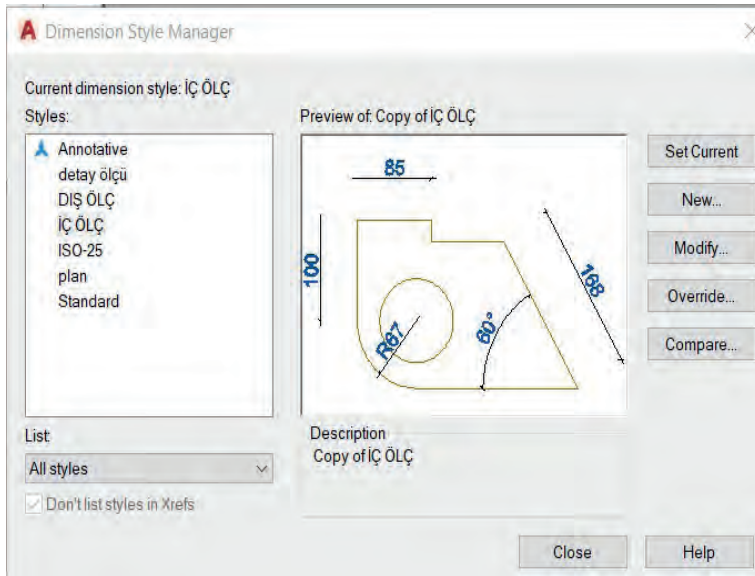 A Dimension Style Manager
Current dimension style: İÇ ÖLÇ
Styles:
Annotative
detay ölçü
DIŞ ÖLÇ
İÇ ÖLÇ
ISO-25
plan
Standard
List:
All styles
Don't list styles in Xrefs
Preview of: Copy of İÇ ÖLÇ
85
100
168
R67
60°
Description
Copy of İÇ ÖLÇ
Set Current
New...
Modify...
Override...
Compare...
Close
Help